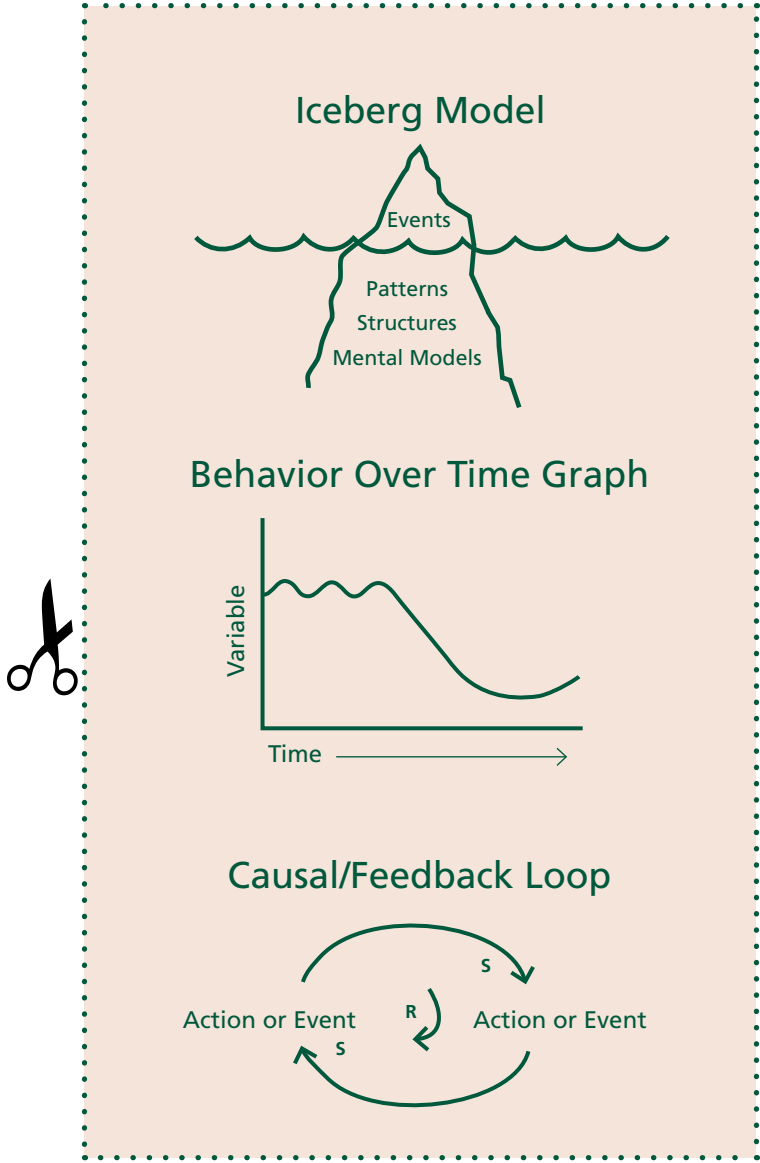 Iceberg Model
Events
Patterns
Structures
Mental Models
Behavior Over Time Graph
Variable
Time
Causal/Feedback Loop
S
R
Action or Event
Action or Event
S